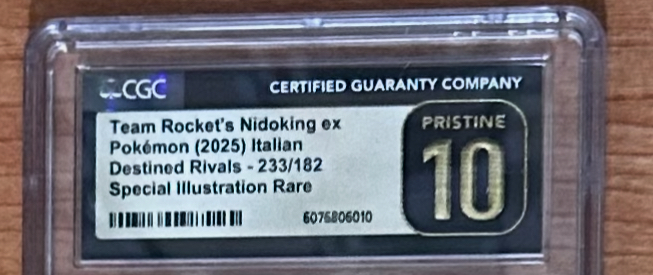 CGC CERTIFIED GUARANTY COMPANY
Team Rocket's Nidoking ex
Pokémon (2025) Italian
Destined Rivals - 233/182
Special Illustration Rare
6076806010
PRISTINE
10